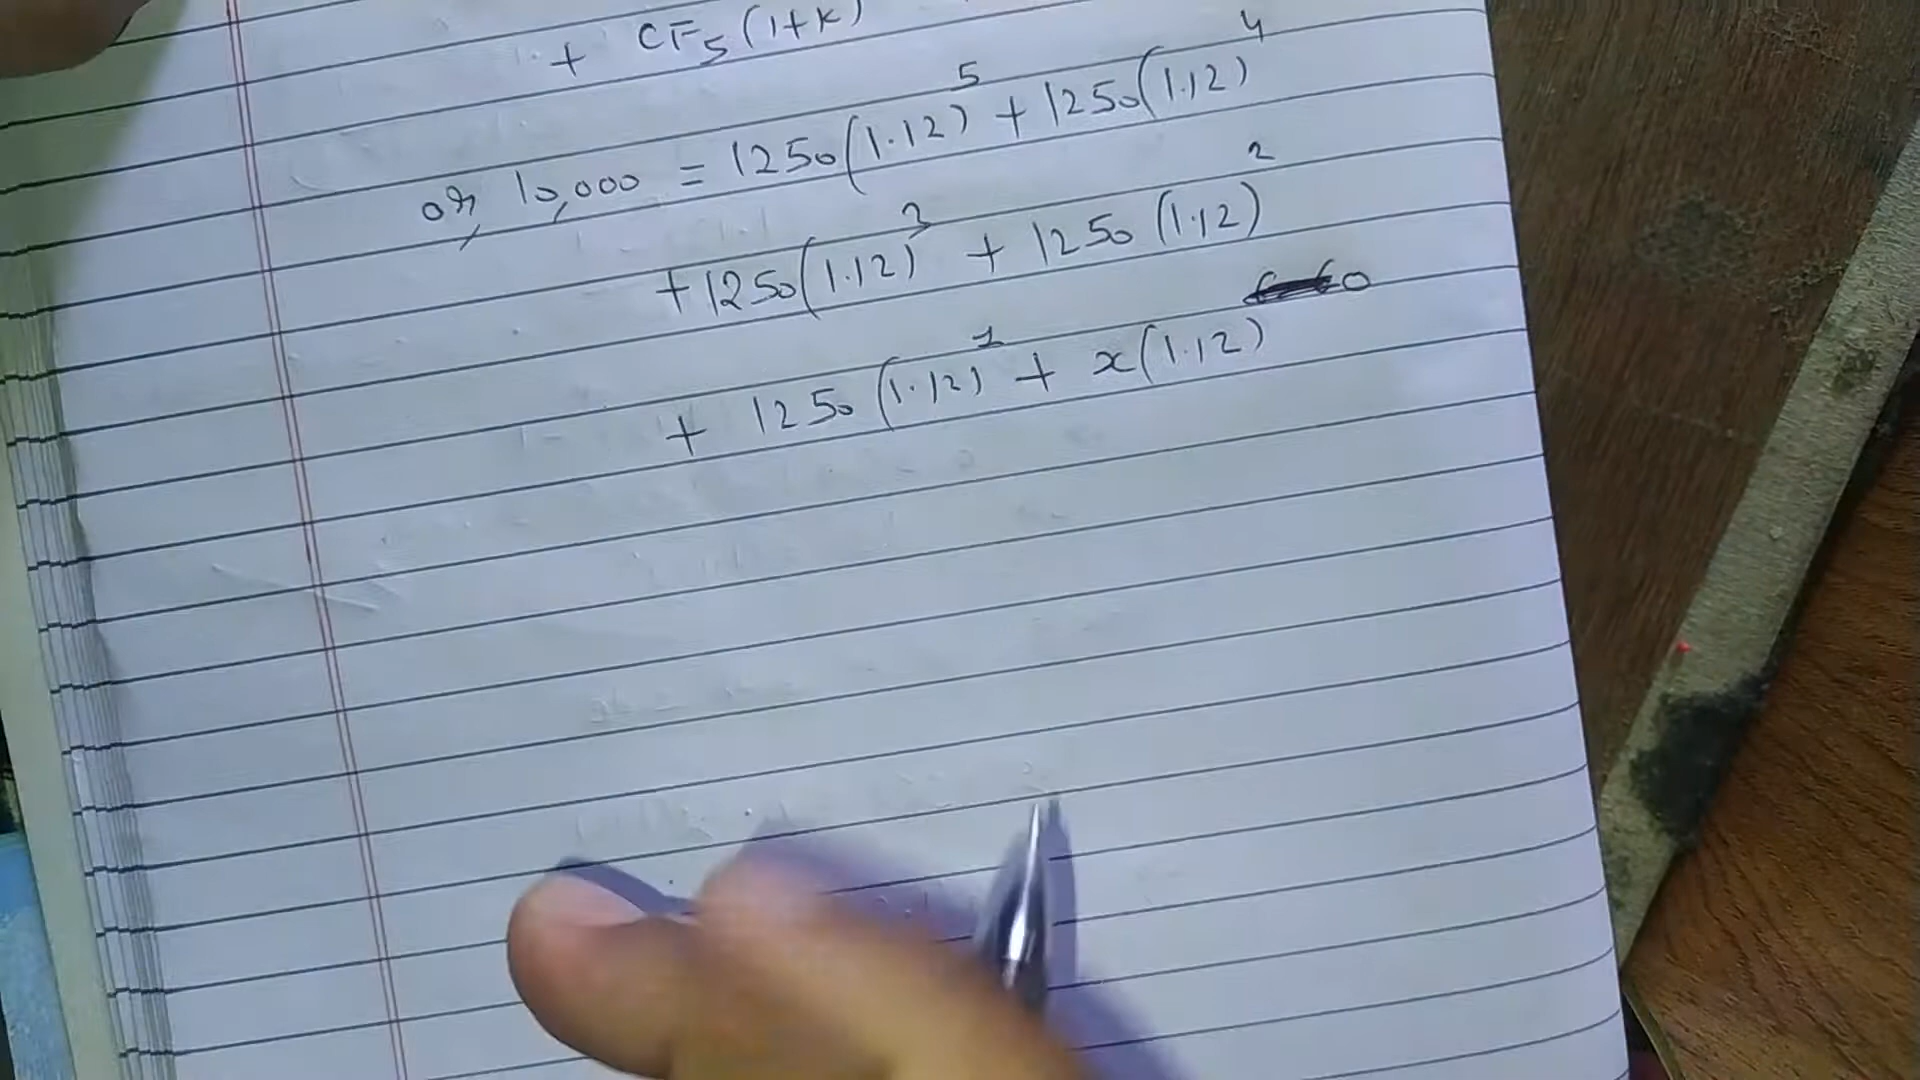 + CF₅(1+k)
or, 10,000 = 1250(1.12)⁵ + 1250(1.12)⁴
+1250(1.12)³ + 1250(1.12)²
+ 1250(1.12)¹ + x(1.12)⁰